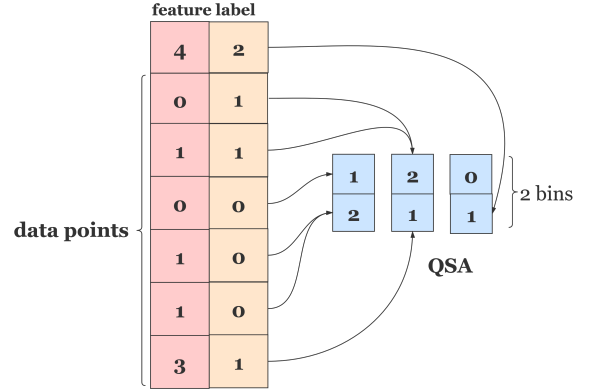 feature label
4 2
0 1
1 1
0 0
1 0
1 0
3 1
data points
1 2 0
2 1 1
2 bins
QSA